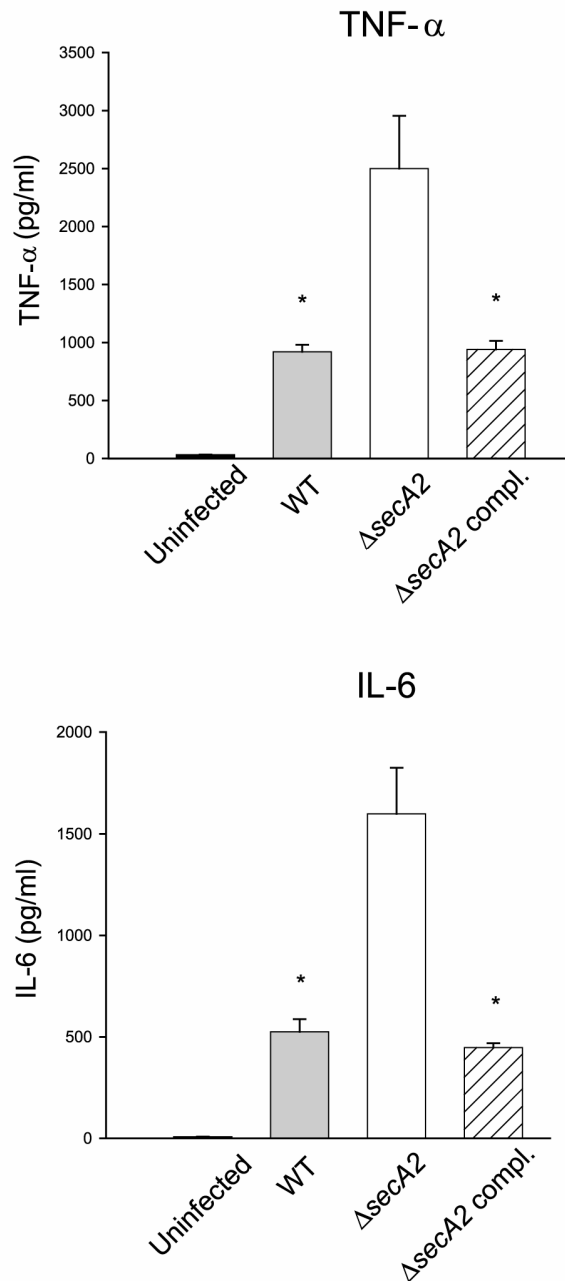 TNF-α
TNF-α (pg/ml)
3500
3000
2500
2000
1500
1000
500
0
*
*
Uninfected
WT
ΔsecA2
ΔsecA2 compl.
IL-6
IL-6 (pg/ml)
2000
1500
1000
500
0
*
*
Uninfected
WT
ΔsecA2
ΔsecA2 compl.